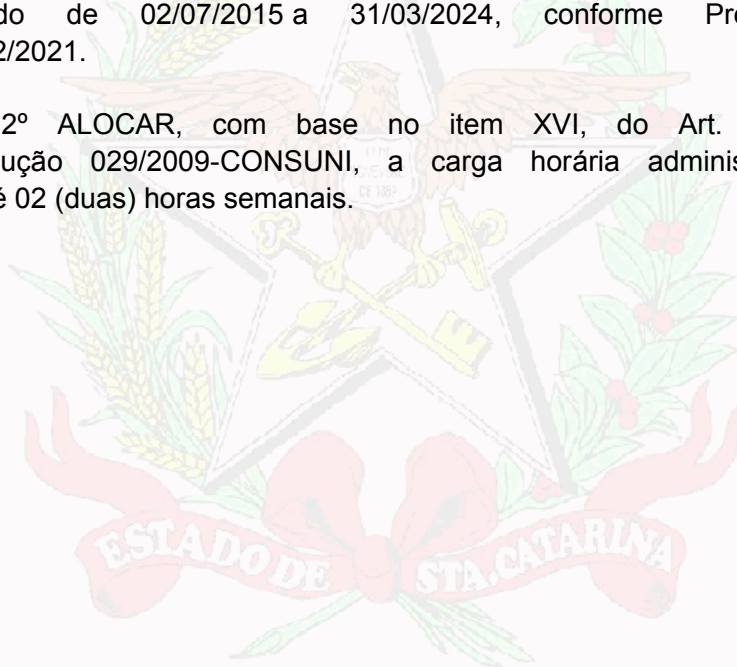 do de 02/07/2015 a 31/03/2024, conforme Pr
2/2021.
2º ALOCAR, com base no item XVI, do Art.
ução 029/2009-CONSUNI, a carga horária adminis
é 02 (duas) horas semanais.
ESTADO DE STA. CATARINA